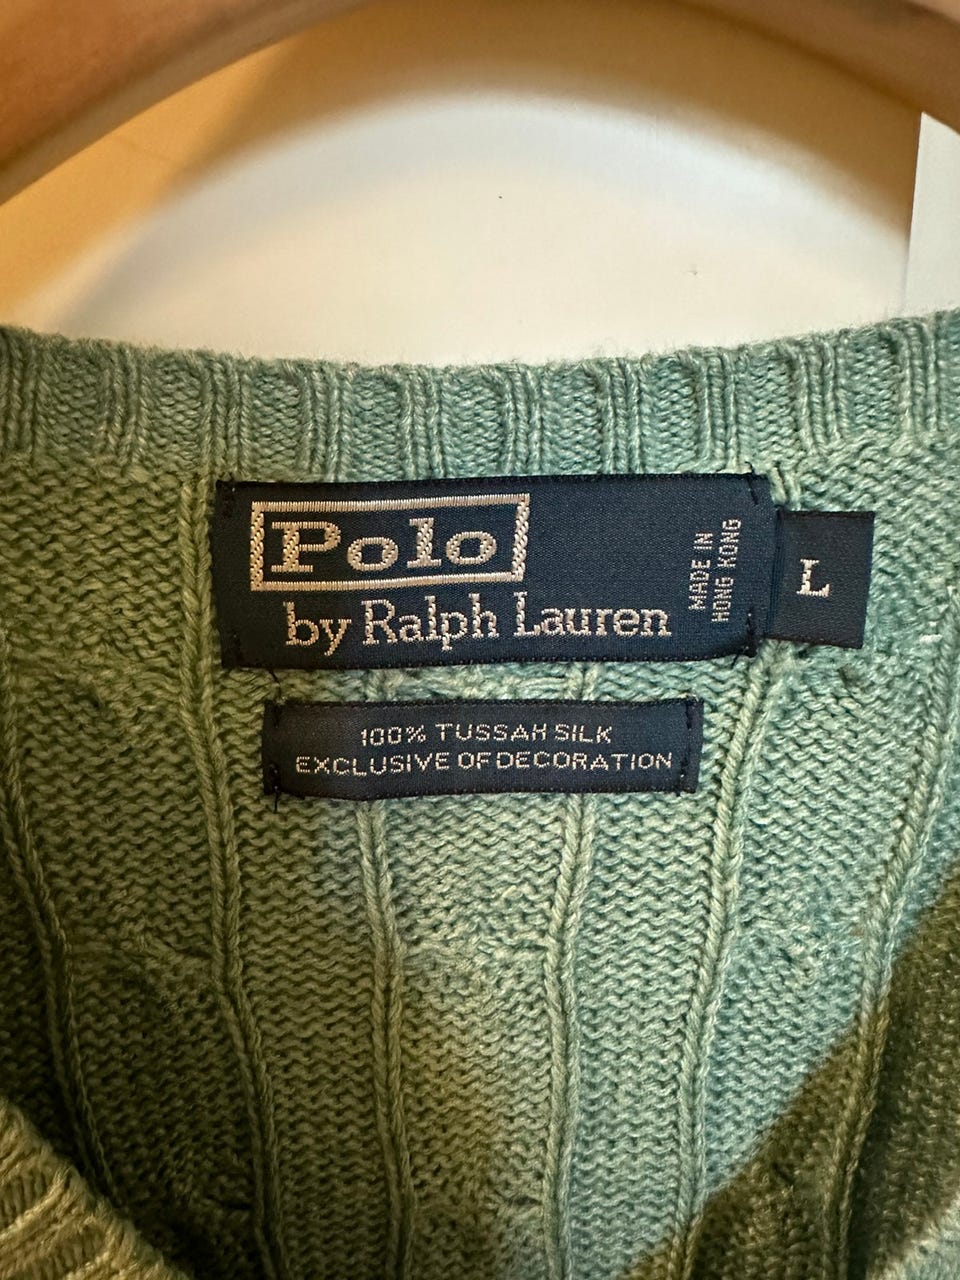 Polo
by Ralph Lauren
MADE IN
HONG KONG
L
100% TUSSAH SILK
EXCLUSIVE OF DECORATION